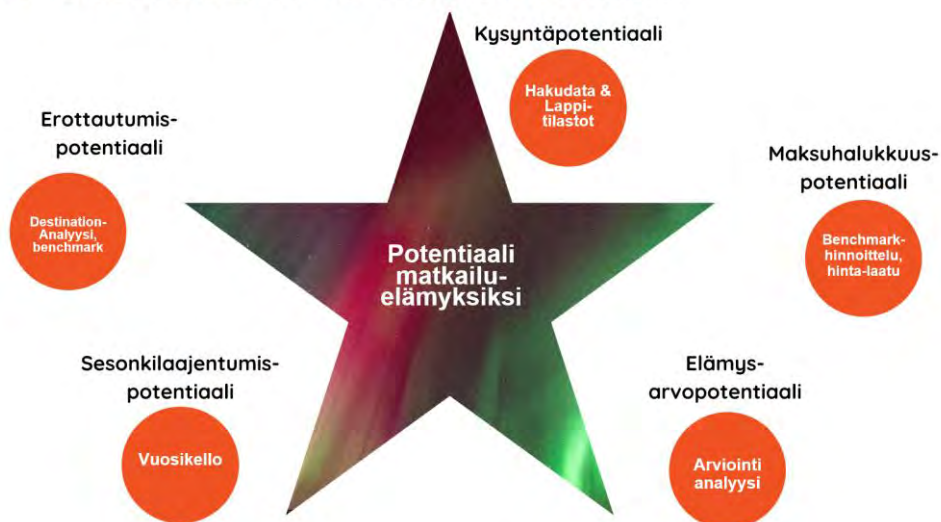 Kysyntäpotentiaali
Hakudata &
Lappi-
tilastot
Erottautumis-
potentiaali
Destination-
Analyysi,
benchmark
Maksuhalukkuus-
potentiaali
Benchmark-
hinnoittelu,
hinta-laatu
Potentiaali
matkailu-
elämyksiksi
Sesonkilaajentumis-
potentiaali
Vuosikello
Elämys-
arvopotentiaali
Arviointi
analyysi